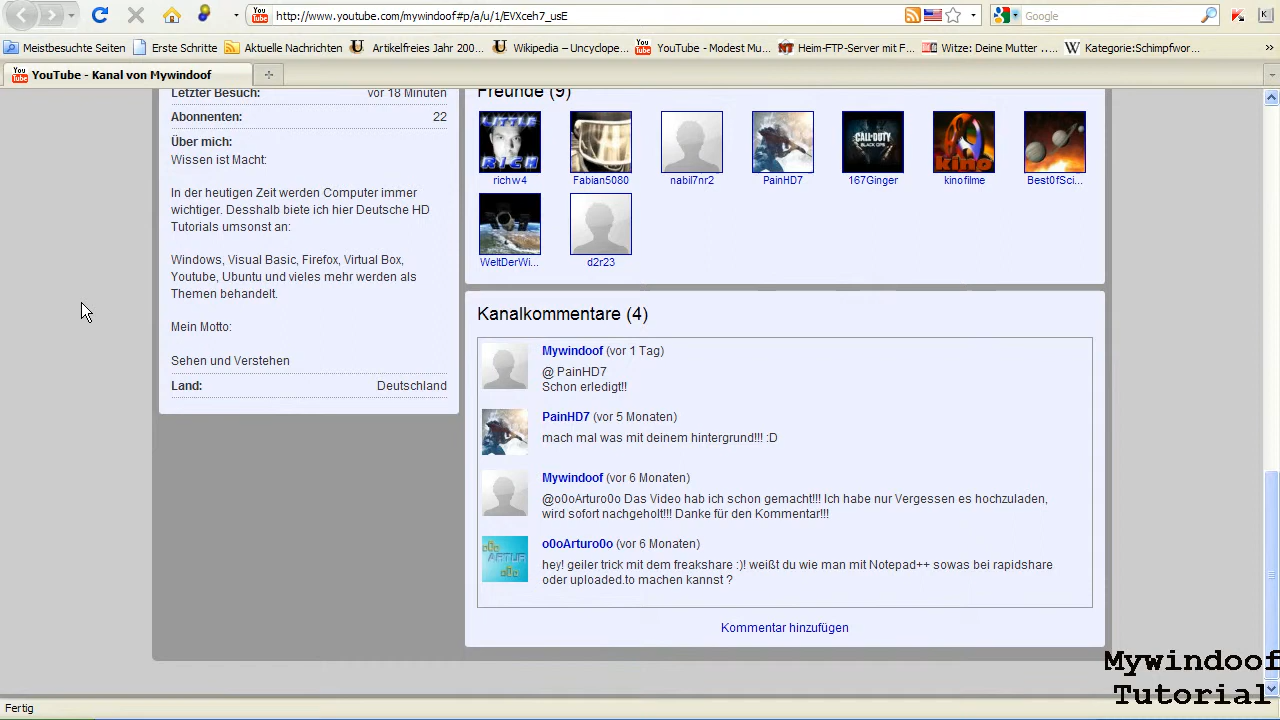 http://www.youtube.com/mywindoof#p/a/u/1/EVXceh7_usE
Google
Meistbesuchte Seiten
Erste Schritte
Aktuelle Nachrichten
Artikelfreies Jahr 200...
Wikipedia – Uncyclope...
YouTube - Modest Mu...
Heim-FTP-Server mit F...
Witze: Deine Mutter ....
Kategorie:Schimpfwor...
YouTube - Kanal von Mywindoof
Letzter Besuch: vor 18 Minuten
Abonnenten: 22
Über mich:
Wissen ist Macht:
In der heutigen Zeit werden Computer immer
wichtiger. Desshalb biete ich hier Deutsche HD
Tutorials umsonst an:
Windows, Visual Basic, Firefox, Virtual Box,
Youtube, Ubuntu und vieles mehr werden als
Themen behandelt.
Mein Motto:
Sehen und Verstehen
Land: Deutschland
Freunde (9)
LITTLE
RICH
CALL·DUTY
BLACK OPS
kino
richw4
Fabian5080
nabil7nr2
PainHD7
167Ginger
kinofilme
Best0fSci...
WeltDerWi...
d2r23
Kanalkommentare (4)
Mywindoof (vor 1 Tag)
@ PainHD7
Schon erledigt!!
PainHD7 (vor 5 Monaten)
mach mal was mit deinem hintergrund!!! :D
Mywindoof (vor 6 Monaten)
@o0oArturo0o Das Video hab ich schon gemacht!!! Ich habe nur Vergessen es hochzuladen,
wird sofort nachgeholt!!! Danke für den Kommentar!!!
o0oArturo0o (vor 6 Monaten)
hey! geiler trick mit dem freakshare :)! weißt du wie man mit Notepad++ sowas bei rapidshare
oder uploaded.to machen kannst ?
Kommentar hinzufügen
Mywindoof
Tutorial
Fertig